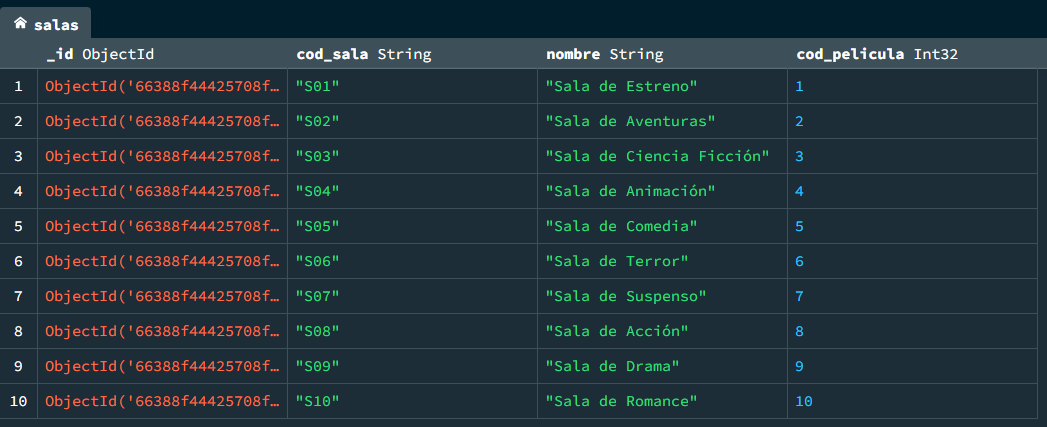 salas
_id ObjectId cod_sala String nombre String cod_pelicula Int32
1 ObjectId('66388f44425708f… "S01" "Sala de Estreno" 1
2 ObjectId('66388f44425708f… "S02" "Sala de Aventuras" 2
3 ObjectId('66388f44425708f… "S03" "Sala de Ciencia Ficción" 3
4 ObjectId('66388f44425708f… "S04" "Sala de Animación" 4
5 ObjectId('66388f44425708f… "S05" "Sala de Comedia" 5
6 ObjectId('66388f44425708f… "S06" "Sala de Terror" 6
7 ObjectId('66388f44425708f… "S07" "Sala de Suspenso" 7
8 ObjectId('66388f44425708f… "S08" "Sala de Acción" 8
9 ObjectId('66388f44425708f… "S09" "Sala de Drama" 9
10 ObjectId('66388f44425708f… "S10" "Sala de Romance" 10